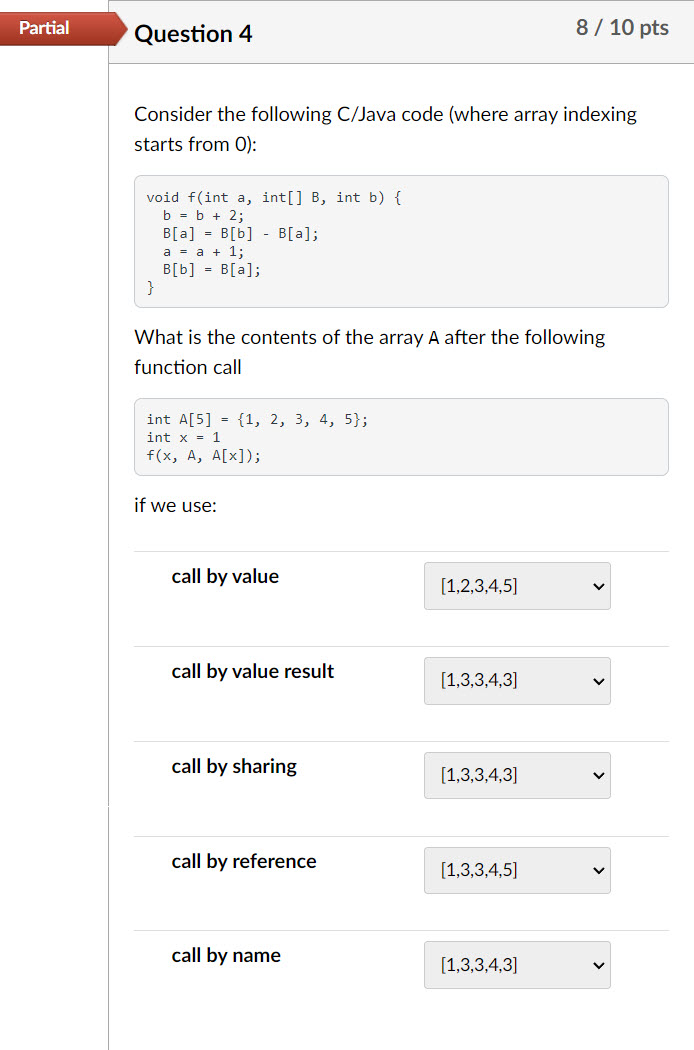 Partial
Question 4
8 / 10 pts
Consider the following C/Java code (where array indexing
starts from 0):
void f(int a, int[] B, int b) {
  b = b + 2;
  B[a] = B[b] - B[a];
  a = a + 1;
  B[b] = B[a];
}
What is the contents of the array A after the following
function call
int A[5] = {1, 2, 3, 4, 5};
int x = 1
f(x, A, A[x]);
if we use:
call by value
[1,2,3,4,5]
call by value result
[1,3,3,4,3]
call by sharing
[1,3,3,4,3]
call by reference
[1,3,3,4,5]
call by name
[1,3,3,4,3]